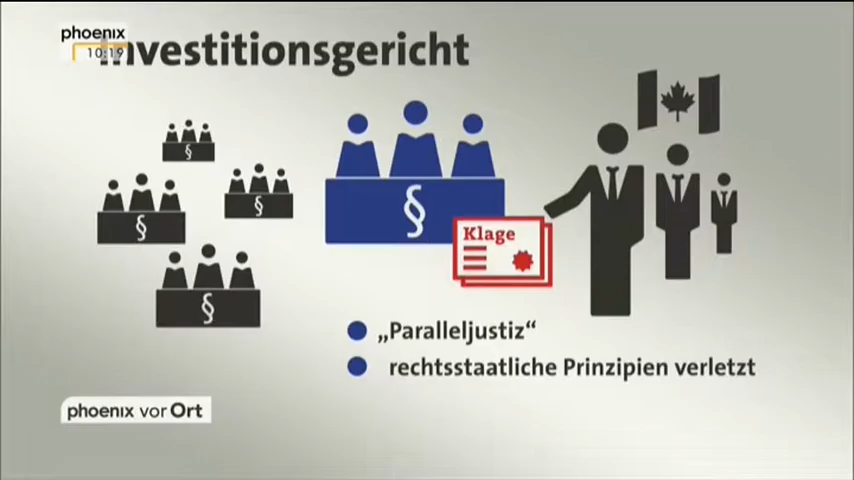 phoenix
10:19
Investitionsgericht
§
§
§
§
§
Klage
„Paralleljustiz“
rechtsstaatliche Prinzipien verletzt
phoenix vor Ort